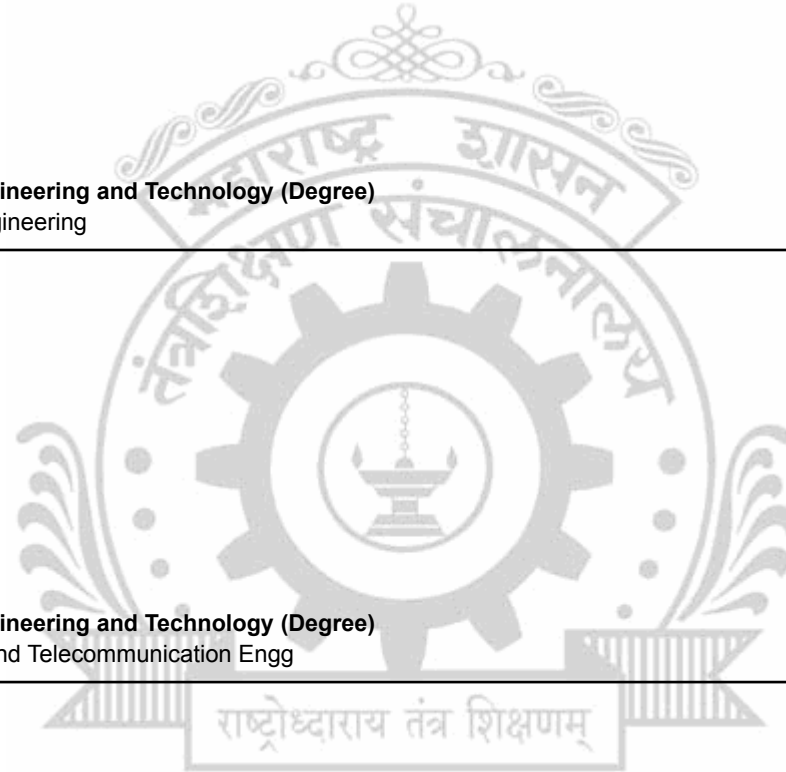 महाराष्ट्र शासन
ineering and Technology (Degree)
gineering
तंत्रशिक्षण संचालनालय
ineering and Technology (Degree)
nd Telecommunication Engg
राष्ट्रोध्दाराय तंत्र शिक्षणम्